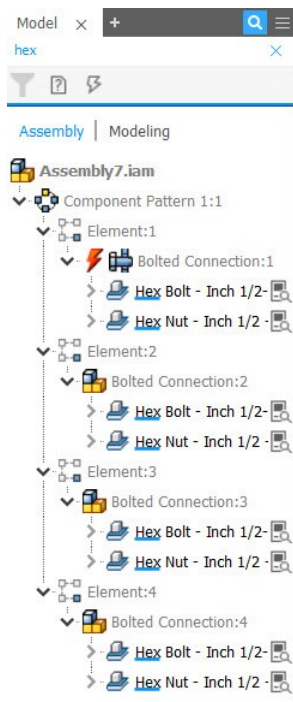 Model × +
hex ×
Assembly | Modeling
Assembly7.iam
Component Pattern 1:1
Element:1
Bolted Connection:1
Hex Bolt - Inch 1/2-
Hex Nut - Inch 1/2 -
Element:2
Bolted Connection:2
Hex Bolt - Inch 1/2-
Hex Nut - Inch 1/2 -
Element:3
Bolted Connection:3
Hex Bolt - Inch 1/2-
Hex Nut - Inch 1/2 -
Element:4
Bolted Connection:4
Hex Bolt - Inch 1/2-
Hex Nut - Inch 1/2 -